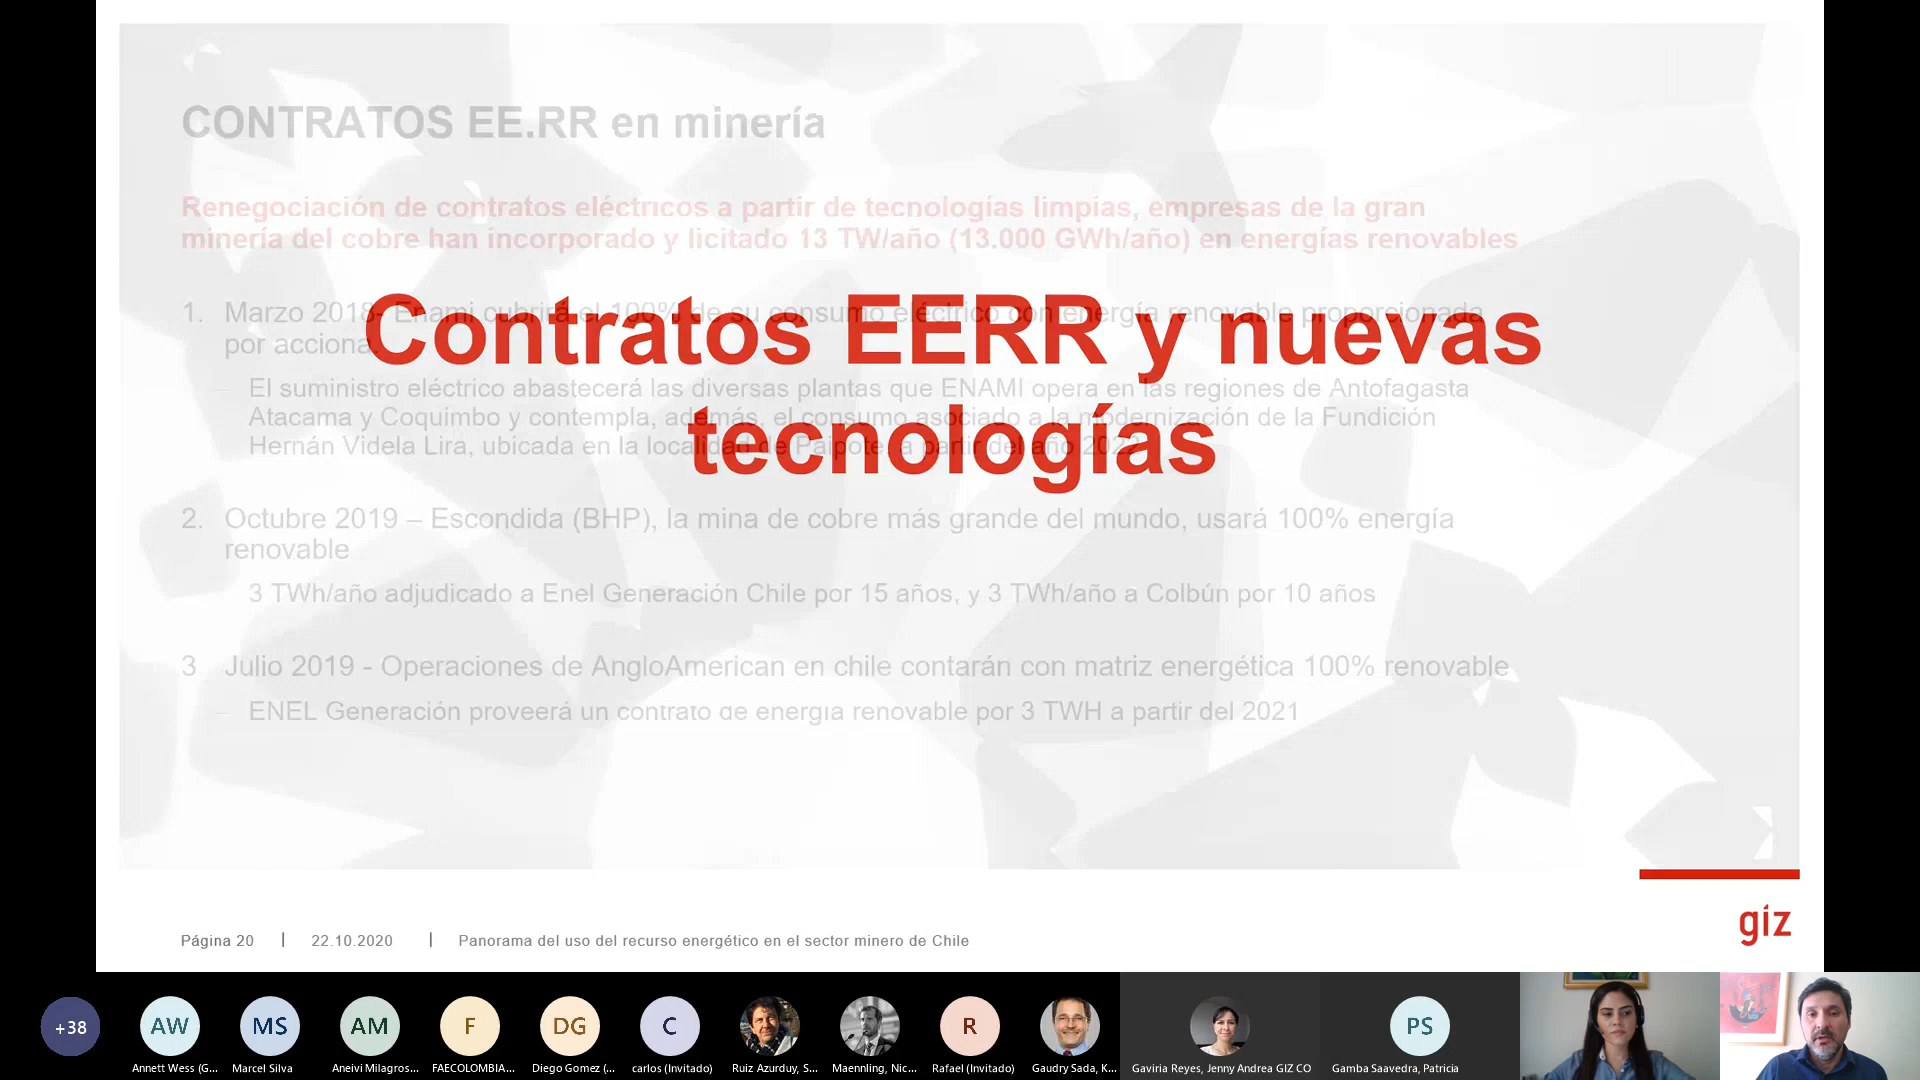 CONTRATOS EE.RR en minería
Renegociación de contratos eléctricos a partir de tecnologías limpias, empresas de la gran
minería del cobre han incorporado y licitado 13 TW/año (13.000 GWh/año) en energías renovables
Contratos EERR y nuevas
tecnologías
1. Marzo 2018- Enami cubrirá el 100% de su consumo eléctrico con energía renovable proporcionada
por acciona
– El suministro eléctrico abastecerá las diversas plantas que ENAMI opera en las regiones de Antofagasta
Atacama y Coquimbo y contempla, además, el consumo asociado a la modernización de la Fundición
Hernán Videla Lira, ubicada en la localidad de Paipote, a partir del año
2. Octubre 2019 – Escondida (BHP), la mina de cobre más grande del mundo, usará 100% energía
renovable
3 TWh/año adjudicado a Enel Generación Chile por 15 años, y 3 TWh/año a Colbún por 10 años
3 Julio 2019 - Operaciones de AngloAmerican en chile contarán con matriz energética 100% renovable
– ENEL Generación proveerá un contrato de energía renovable por 3 TWH a partir del 2021
giz
Página 20 | 22.10.2020 | Panorama del uso del recurso energético en el sector minero de Chile
+38 AW MS AM F DG C R PS
Annett Wess (G... Marcel Silva Aneivi Milagros... FAECOLOMBIA... Diego Gomez (... carlos (Invitado) Ruiz Azurduy, S... Maennling, Nic... Rafael (Invitado) Gaudry Sada, K... Gaviria Reyes, Jenny Andrea GIZ CO Gamba Saavedra, Patricia